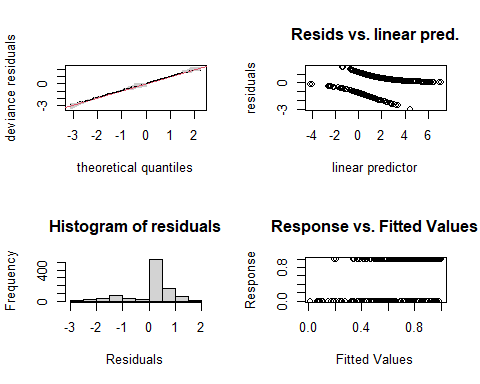 deviance residuals
0
-3
-3 -2 -1 0 1 2
theoretical quantiles
Resids vs. linear pred.
residuals
0
-3
-4 -2 0 2 4 6
linear predictor
Histogram of residuals
Frequency
400
0
-3 -2 -1 0 1 2
Residuals
Response vs. Fitted Values
Response
0.8
0.0
0.0 0.4 0.8
Fitted Values